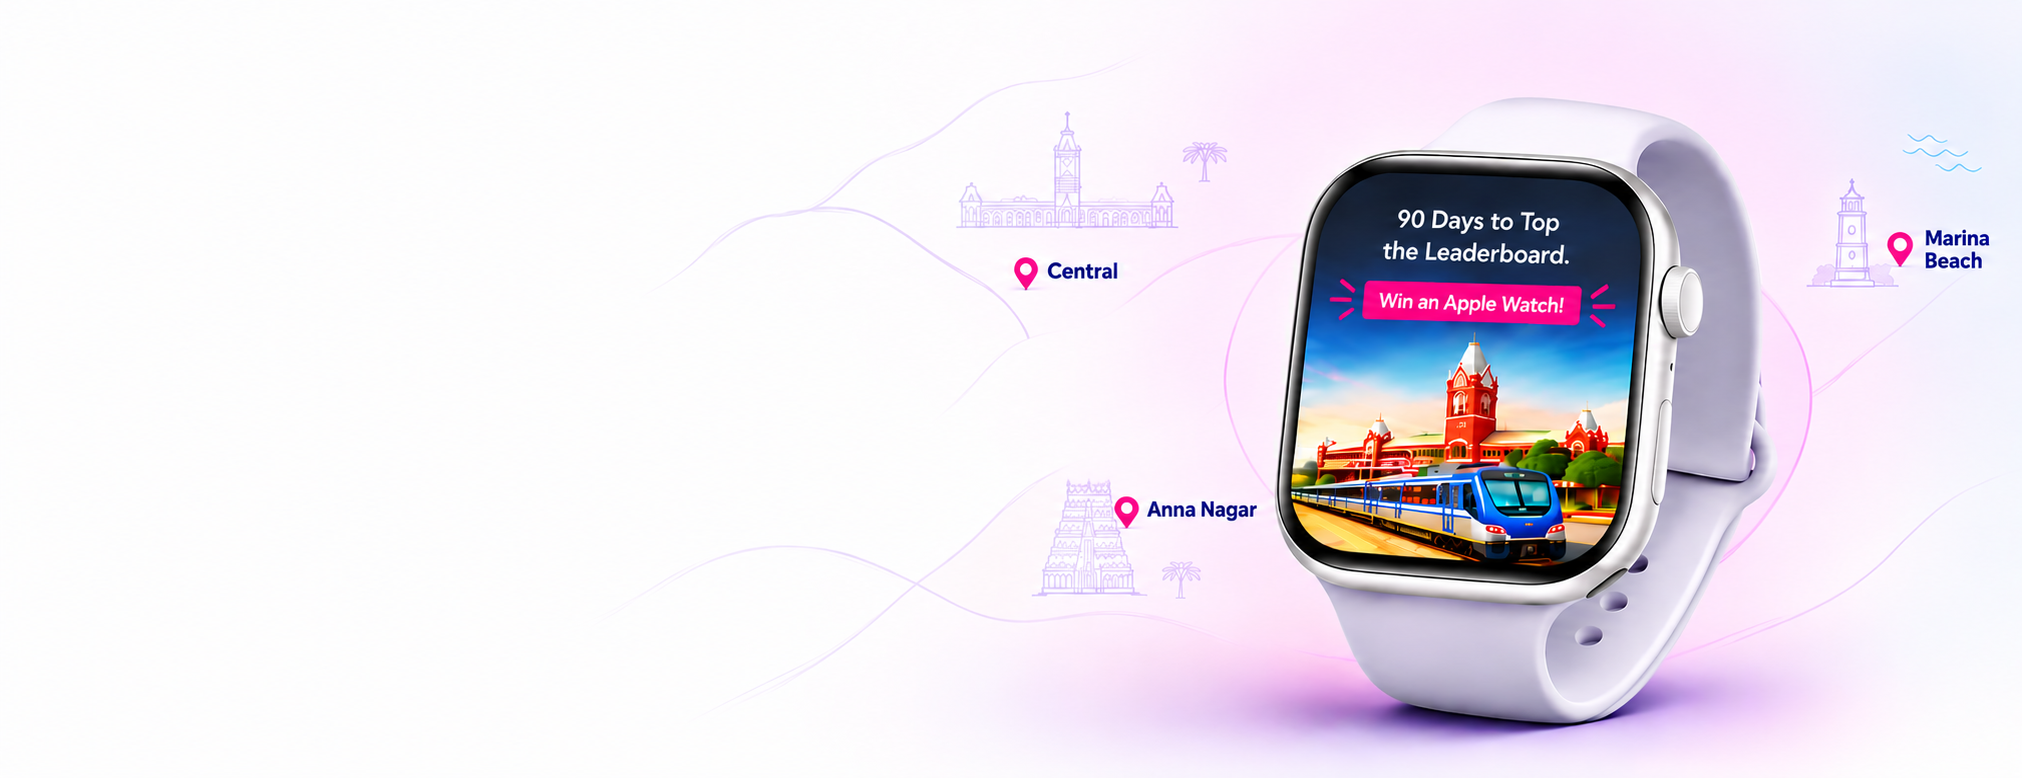 Central
Anna Nagar
90 Days to Top
the Leaderboard.
Win an Apple Watch!
Marina
Beach